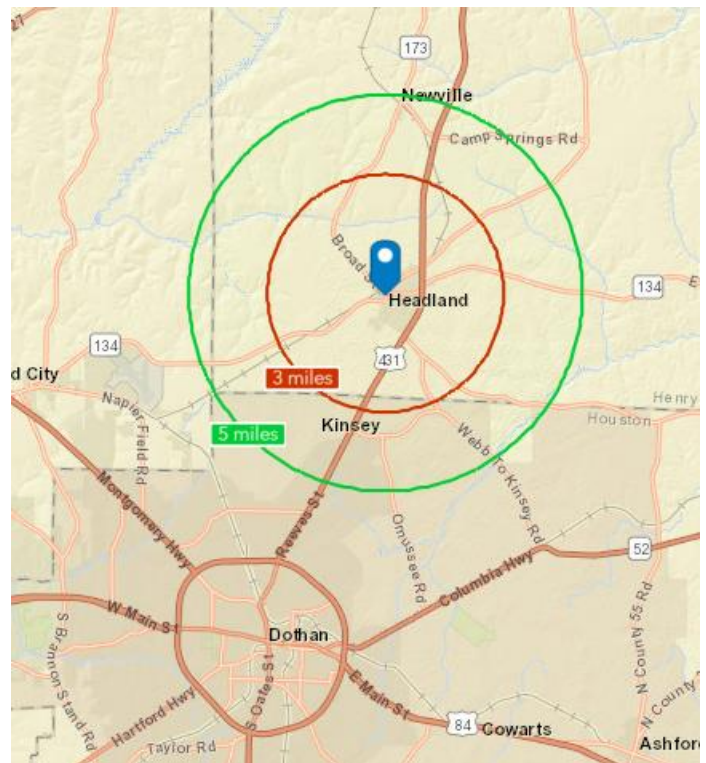 27
173
Newville
Camp Springs Rd
Broad St
134
E
Headland
134
431
d City
3 miles
Henry
Napier Field Rd
Houston
Kinsey
5 miles
Webb To Kinsey Rd
Montgomery Hwy
Reeves St
Omussee Rd
52
Columbia Hwy
N County 55 Rd
W Main St
S Brannon Stand Rd
Dothan
E Main St
N County
S Oates St
Hartford Hwy
84
Cowarts
Taylor Rd
Ashfor